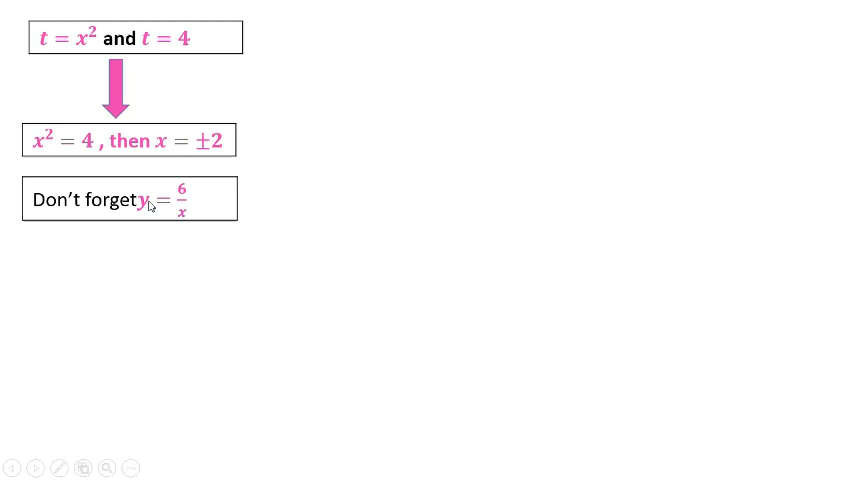 t = x² and t = 4
x² = 4 , then x = ±2
Don’t forget y = 6/x